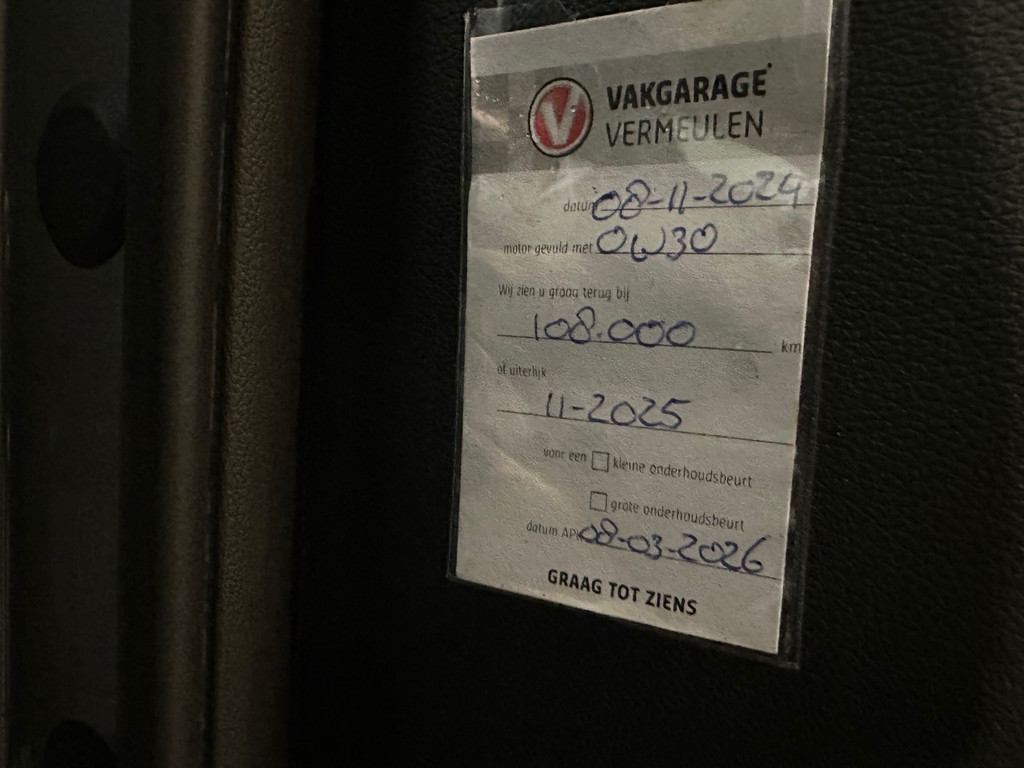 VAKGARAGE
VERMEULEN
datum 08-11-2024
motor gevuld met 0W30
Wij zien u graag terug bij
108.000 km
of uiterlijk
11-2025
voor een kleine onderhoudsbeurt
grote onderhoudsbeurt
datum APK 08-03-2026
GRAAG TOT ZIENS